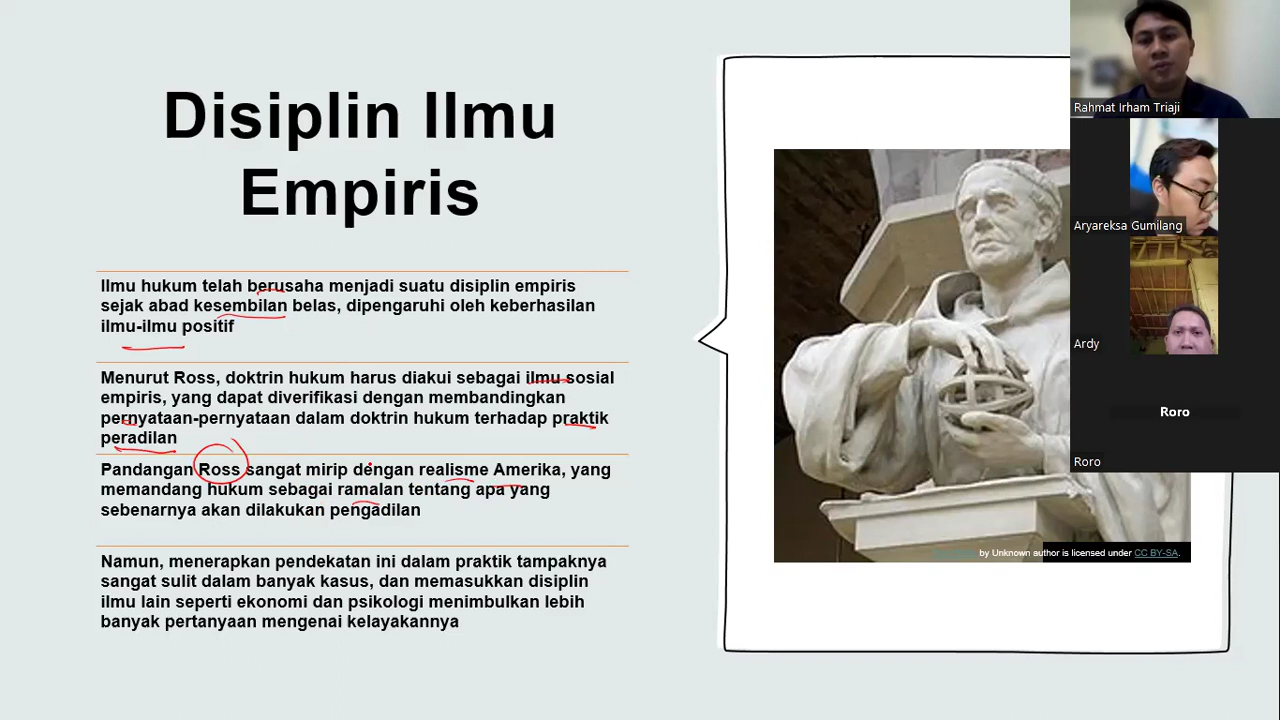 Disiplin Ilmu
Empiris
Ilmu hukum telah berusaha menjadi suatu disiplin empiris
sejak abad kesembilan belas, dipengaruhi oleh keberhasilan
ilmu-ilmu positif
Menurut Ross, doktrin hukum harus diakui sebagai ilmu sosial
empiris, yang dapat diverifikasi dengan membandingkan
pernyataan-pernyataan dalam doktrin hukum terhadap praktik
peradilan
Pandangan Ross sangat mirip dengan realisme Amerika, yang
memandang hukum sebagai ramalan tentang apa yang
sebenarnya akan dilakukan pengadilan
Namun, menerapkan pendekatan ini dalam praktik tampaknya
sangat sulit dalam banyak kasus, dan memasukkan disiplin
ilmu lain seperti ekonomi dan psikologi menimbulkan lebih
banyak pertanyaan mengenai kelayakannya
by Unknown author is licensed under CC BY-SA.
Rahmat Irham Triaji
Aryareksa Gumilang
Ardy
Roro
Roro